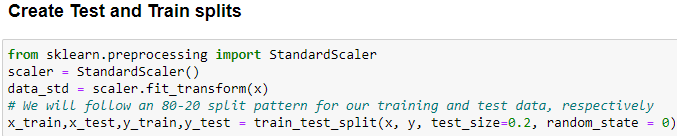 Create Test and Train splits
from sklearn.preprocessing import StandardScaler
scaler = StandardScaler()
data_std = scaler.fit_transform(x)
# We will follow an 80-20 split pattern for our training and test data, respectively
x_train,x_test,y_train,y_test = train_test_split(x, y, test_size=0.2, random_state = 0)